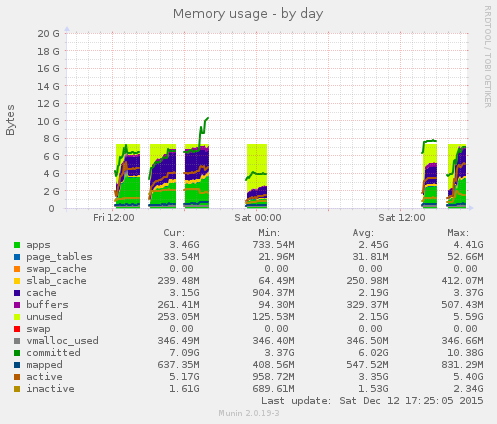 Memory usage - by day
RRDTOOL / TOBI OETIKER
Bytes
20 G
18 G
16 G
14 G
12 G
10 G
8 G
6 G
4 G
2 G
0
Fri 12:00 Sat 00:00 Sat 12:00
Cur: Min: Avg: Max:
apps 3.46G 733.54M 2.45G 4.41G
page_tables 33.54M 21.96M 31.81M 52.66M
swap_cache 0.00 0.00 0.00 0.00
slab_cache 239.48M 64.49M 250.98M 412.07M
cache 3.15G 904.37M 2.19G 3.37G
buffers 261.41M 94.30M 329.37M 507.43M
unused 253.05M 125.53M 2.15G 5.59G
swap 0.00 0.00 0.00 0.00
vmalloc_used 346.49M 346.40M 346.50M 346.66M
committed 7.09G 3.37G 6.02G 10.38G
mapped 637.35M 408.56M 547.52M 831.29M
active 5.17G 958.72M 3.35G 5.40G
inactive 1.61G 689.61M 1.53G 2.34G
Last update: Sat Dec 12 17:25:05 2015
Munin 2.0.19-3